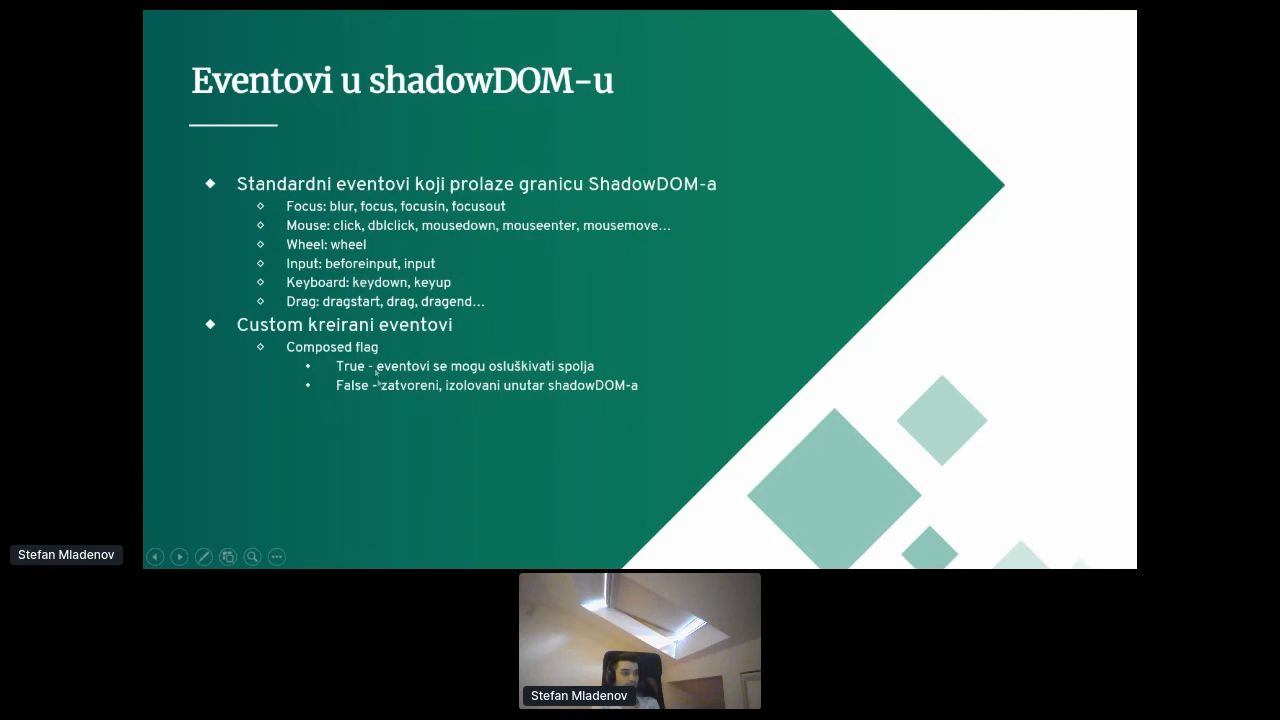 Eventovi u shadowDOM-u
Standardni eventovi koji prolaze granicu ShadowDOM-a
Focus: blur, focus, focusin, focusout
Mouse: click, dblclick, mousedown, mouseenter, mousemove...
Wheel: wheel
Input: beforeinput, input
Keyboard: keydown, keyup
Drag: dragstart, drag, dragend...
Custom kreirani eventovi
Composed flag
True - eventovi se mogu osluškivati spolja
False - zatvoreni, izolovani unutar shadowDOM-a
Stefan Mladenov
Stefan Mladenov